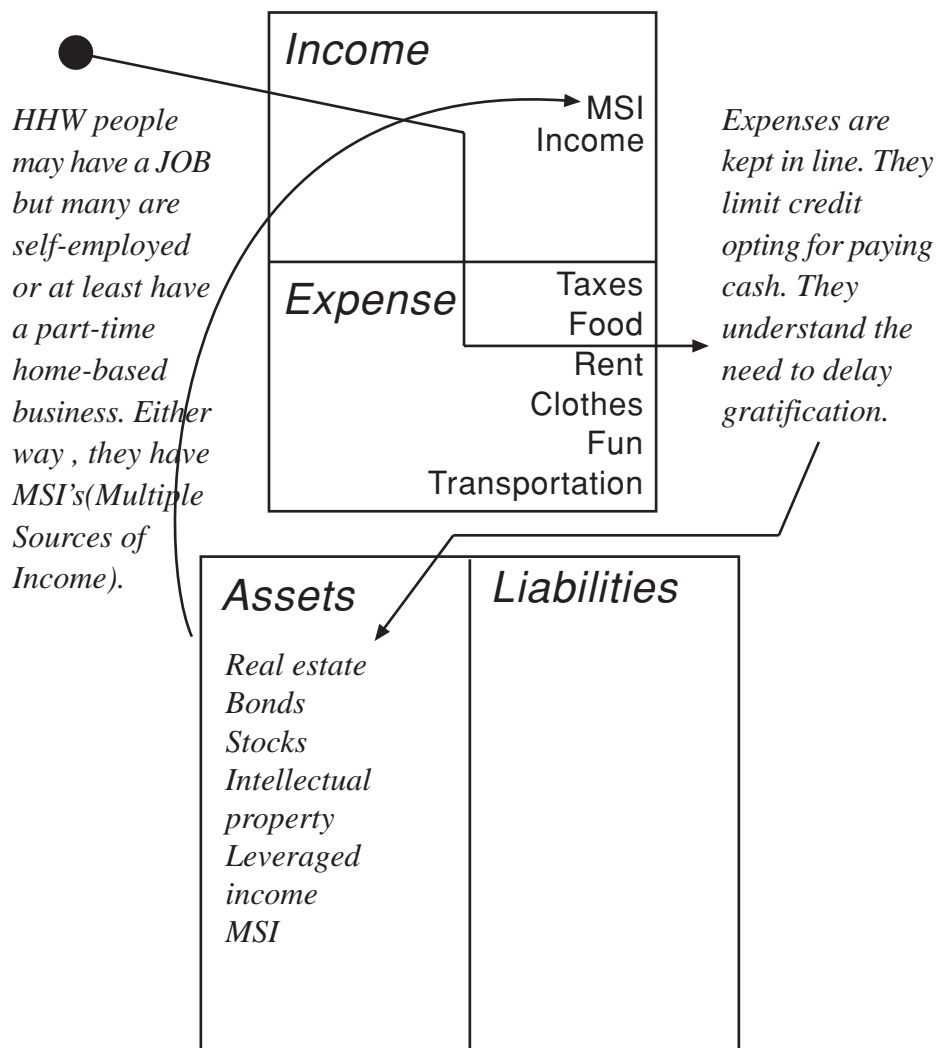 Income
MSI
Income
HHW people
may have a JOB
but many are
self-employed
or at least have
a part-time
home-based
business. Either
way , they have
MSI's(Multiple
Sources of
Income).
Expenses are
kept in line. They
limit credit
opting for paying
cash. They
understand the
need to delay
gratification.
Expense
Taxes
Food
Rent
Clothes
Fun
Transportation
Assets
Real estate
Bonds
Stocks
Intellectual
property
Leveraged
income
MSI
Liabilities